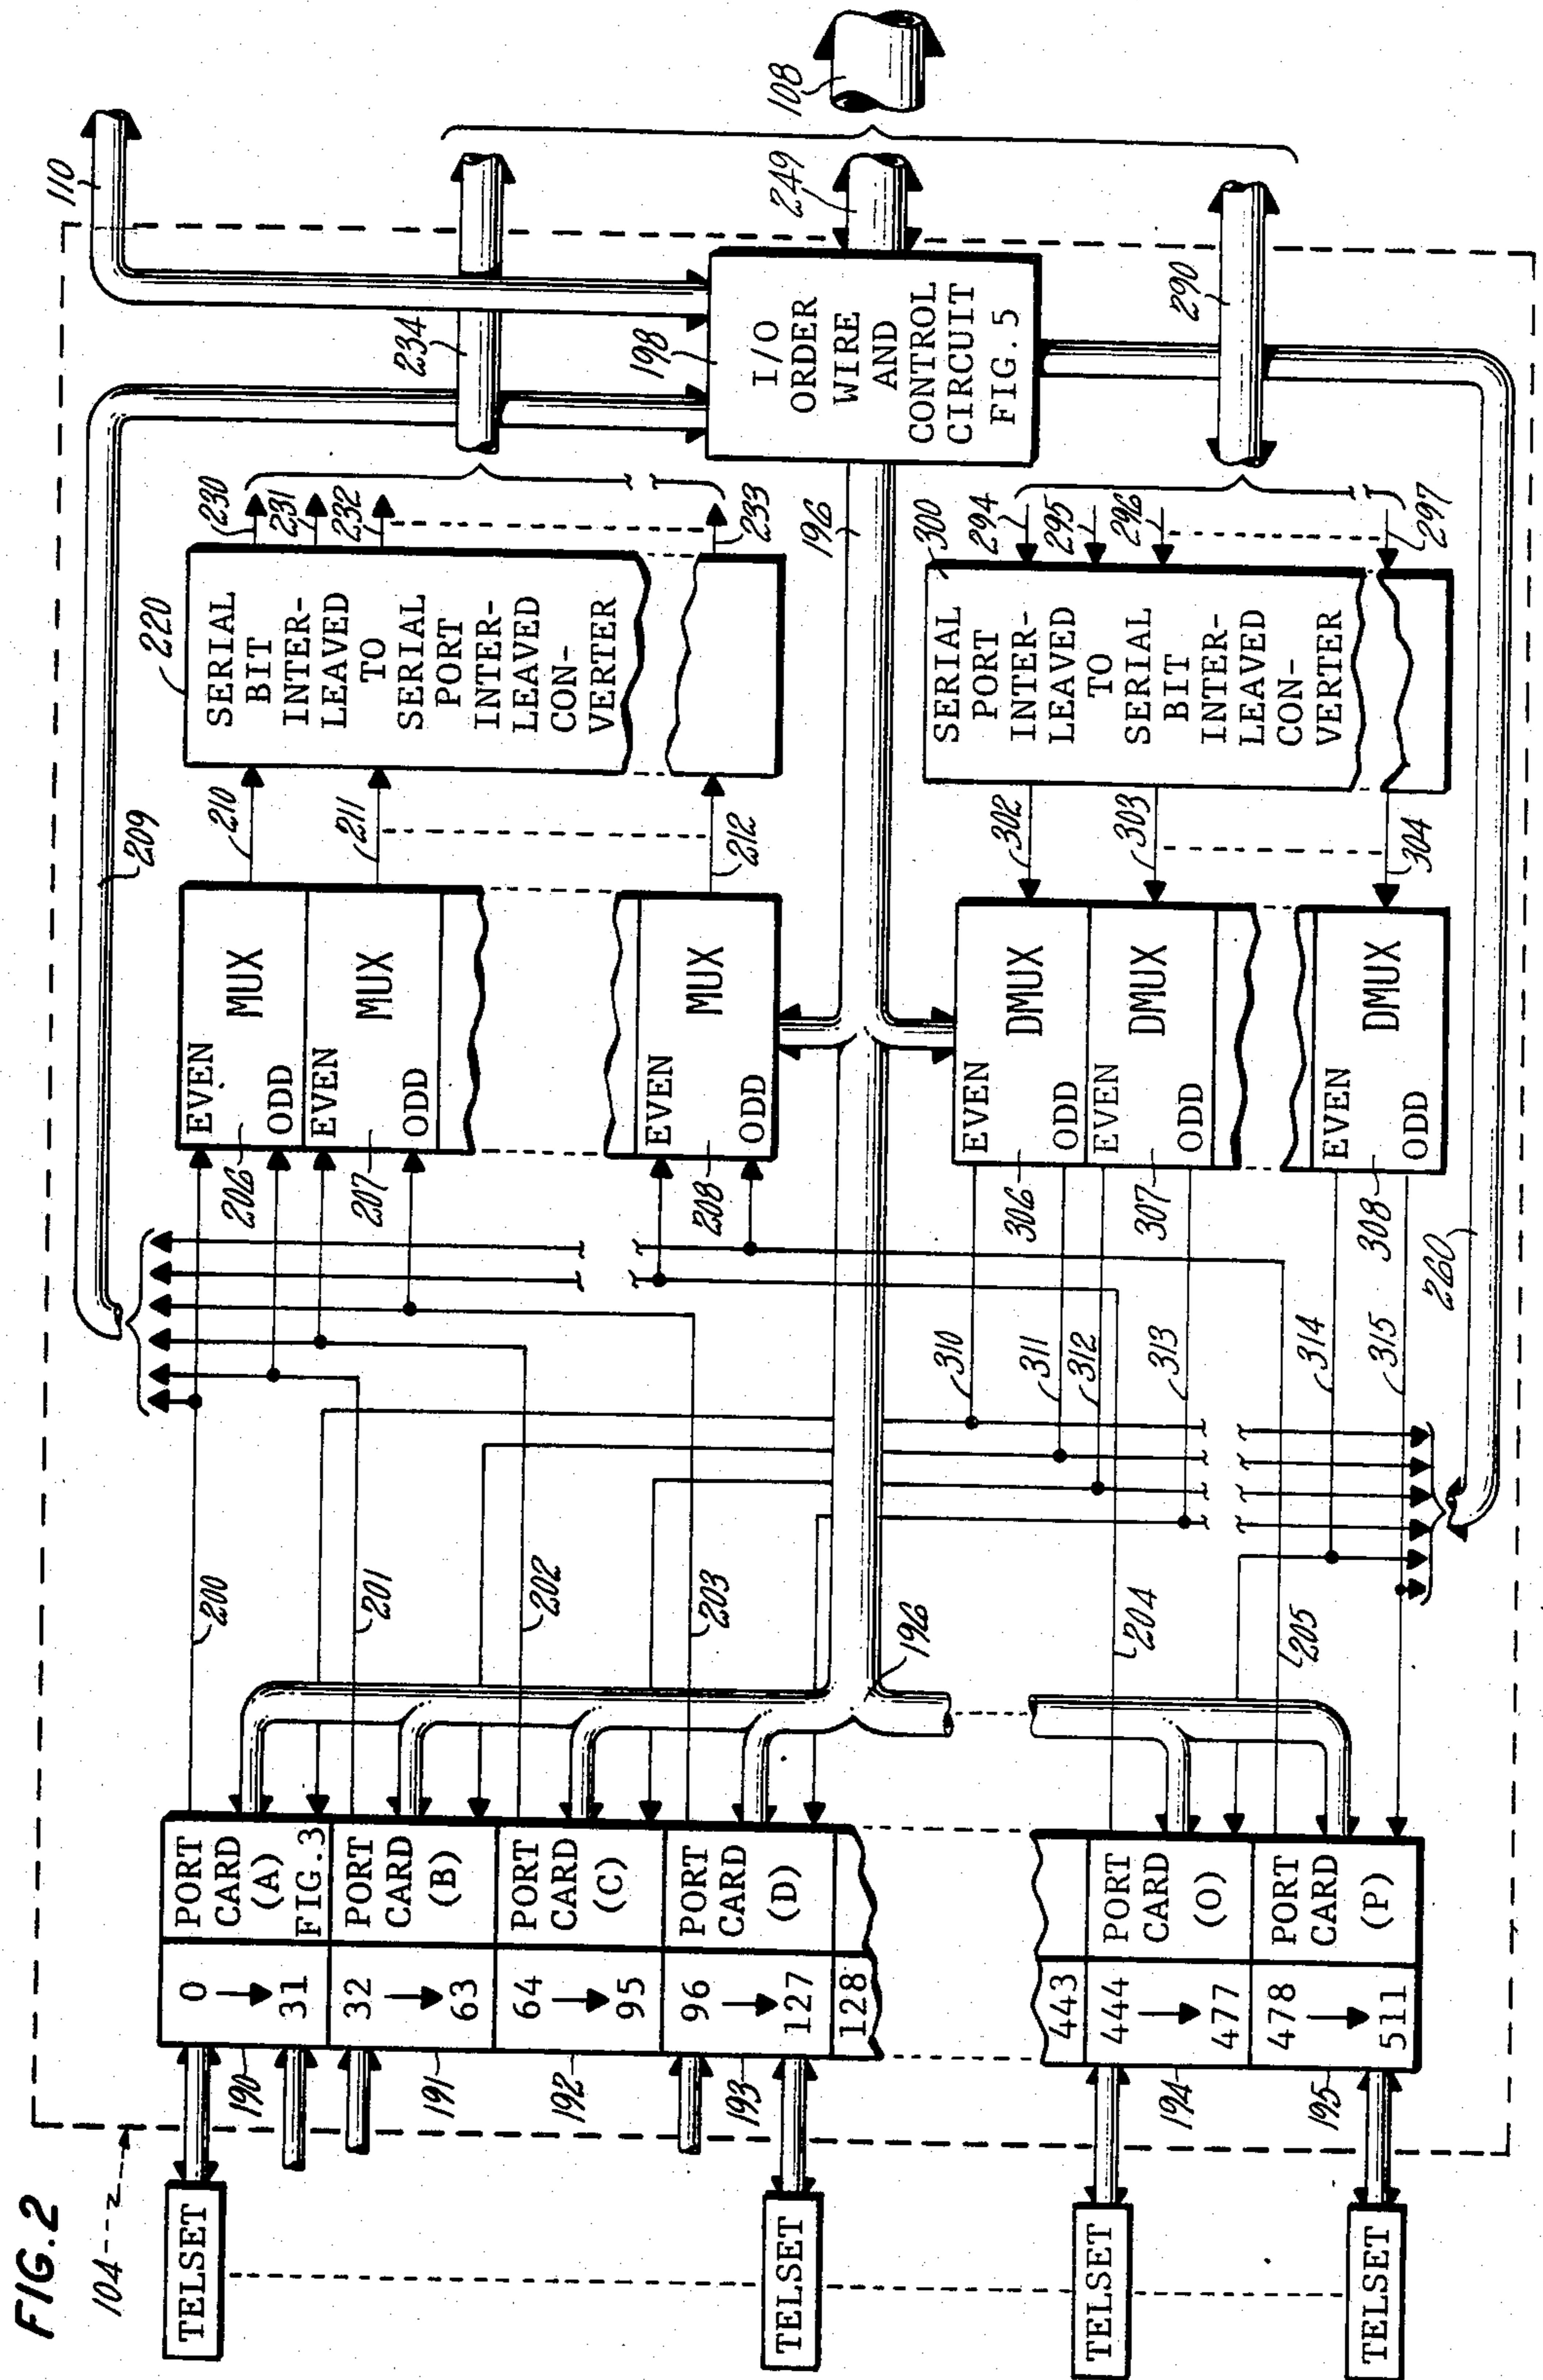 FIG.2
104
TELSET
TELSET
TELSET
TELSET
190
191
192
193
194
195
0
31
32
63
64
95
96
127
128
443
444
477
478
511
PORT
CARD
(A)
FIG.3
PORT
CARD
(B)
PORT
CARD
(C)
PORT
CARD
(D)
PORT
CARD
(O)
PORT
CARD
(P)
200
201
202
203
204
205
196
209
206
207
208
EVEN
MUX
ODD
EVEN
MUX
ODD
EVEN
MUX
ODD
210
211
212
220
SERIAL
BIT
INTER-
LEAVED
TO
SERIAL
PORT
INTER-
LEAVED
CON-
VERTER
230
231
232
233
234
110
198
I/O
ORDER
WIRE
AND
CONTROL
CIRCUIT
FIG.5
249
108
290
196
310
311
312
313
314
315
306
307
308
260
EVEN
DMUX
ODD
EVEN
DMUX
ODD
EVEN
DMUX
ODD
302
303
304
300
SERIAL
PORT
INTER-
LEAVED
TO
SERIAL
BIT
INTER-
LEAVED
CON-
VERTER
294
295
296
297